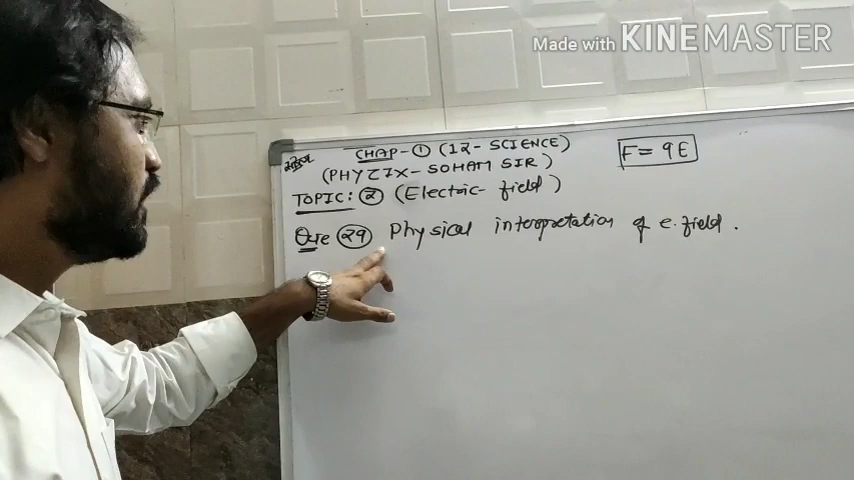 Made with KINEMASTER
CHAP-① (12- SCIENCE)
F = qE
(PHYZIX- SOHAM SIR)
TOPIC: ② (Electric- field)
Que 29 Physical interpretation of e. field.